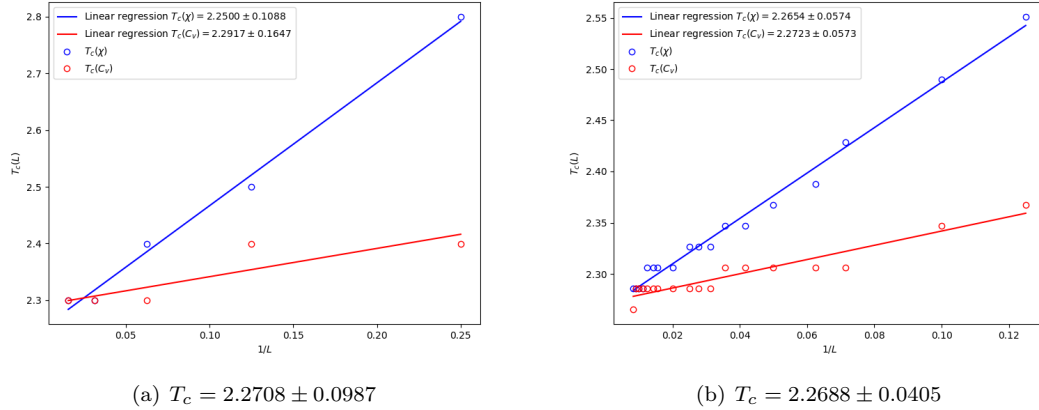 Linear regression T_c(χ) = 2.2500 ± 0.1088
Linear regression T_c(C_v) = 2.2917 ± 0.1647
T_c(χ)
T_c(C_v)
2.8
2.7
2.6
2.5
2.4
2.3
T_c(L)
0.05
0.10
0.15
0.20
0.25
1/L
(a) T_c = 2.2708 ± 0.0987
Linear regression T_c(χ) = 2.2654 ± 0.0574
Linear regression T_c(C_v) = 2.2723 ± 0.0573
T_c(χ)
T_c(C_v)
2.55
2.50
2.45
2.40
2.35
2.30
T_c(L)
0.02
0.04
0.06
0.08
0.10
0.12
1/L
(b) T_c = 2.2688 ± 0.0405